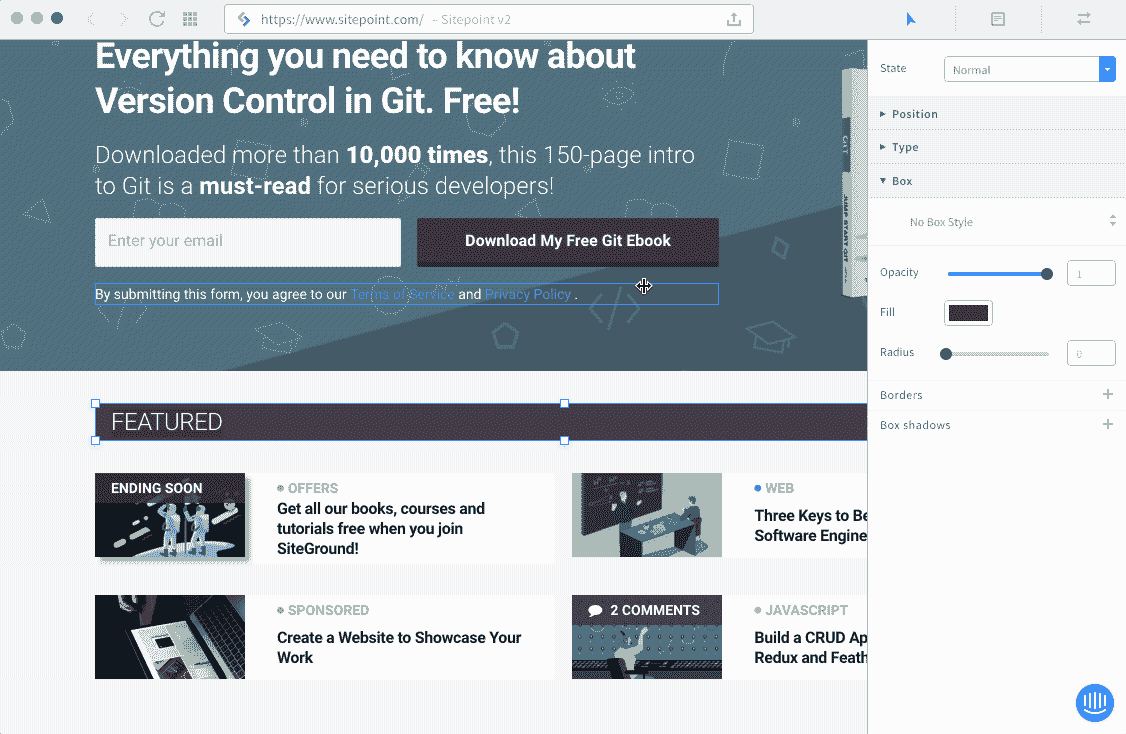 https://www.sitepoint.com/ – Sitepoint v2
Everything you need to know about
Version Control in Git. Free!
Downloaded more than 10,000 times, this 150-page intro
to Git is a must-read for serious developers!
Enter your email
Download My Free Git Ebook
By submitting this form, you agree to our Terms of Service and Privacy Policy .
GIT
JUMP START GIT
FEATURED
ENDING SOON
OFFERS
Get all our books, courses and
tutorials free when you join
SiteGround!
WEB
Three Keys to Be
Software Engine
SPONSORED
Create a Website to Showcase Your
Work
2 COMMENTS
JAVASCRIPT
Build a CRUD Ap
Redux and Feath
State
Normal
Position
Type
Box
No Box Style
Opacity
1
Fill
Radius
0
Borders
Box shadows